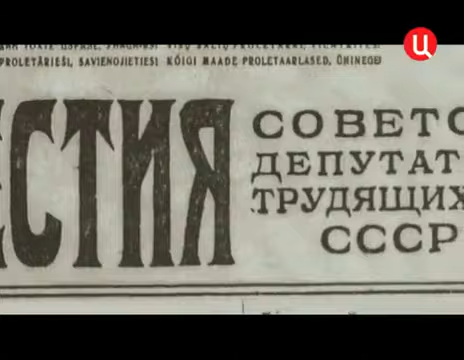 Ц
PROLETĀRIEŠI, SAVIENOJIETIES! KÕIGI MAADE PROLETAARLASED, ÜHINEGE
ЕСТИЯ
СОВЕТО
ДЕПУТАТ
ТРУДЯЩИХ
СССР